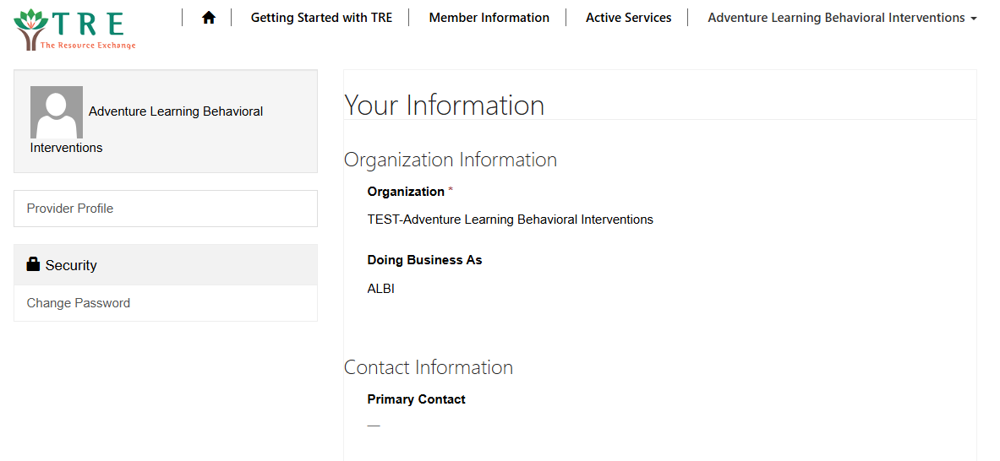 TRE
The Resource Exchange
Getting Started with TRE
Member Information
Active Services
Adventure Learning Behavioral Interventions
Adventure Learning Behavioral
Interventions
Provider Profile
Security
Change Password
Your Information
Organization Information
Organization *
TEST-Adventure Learning Behavioral Interventions
Doing Business As
ALBI
Contact Information
Primary Contact
—